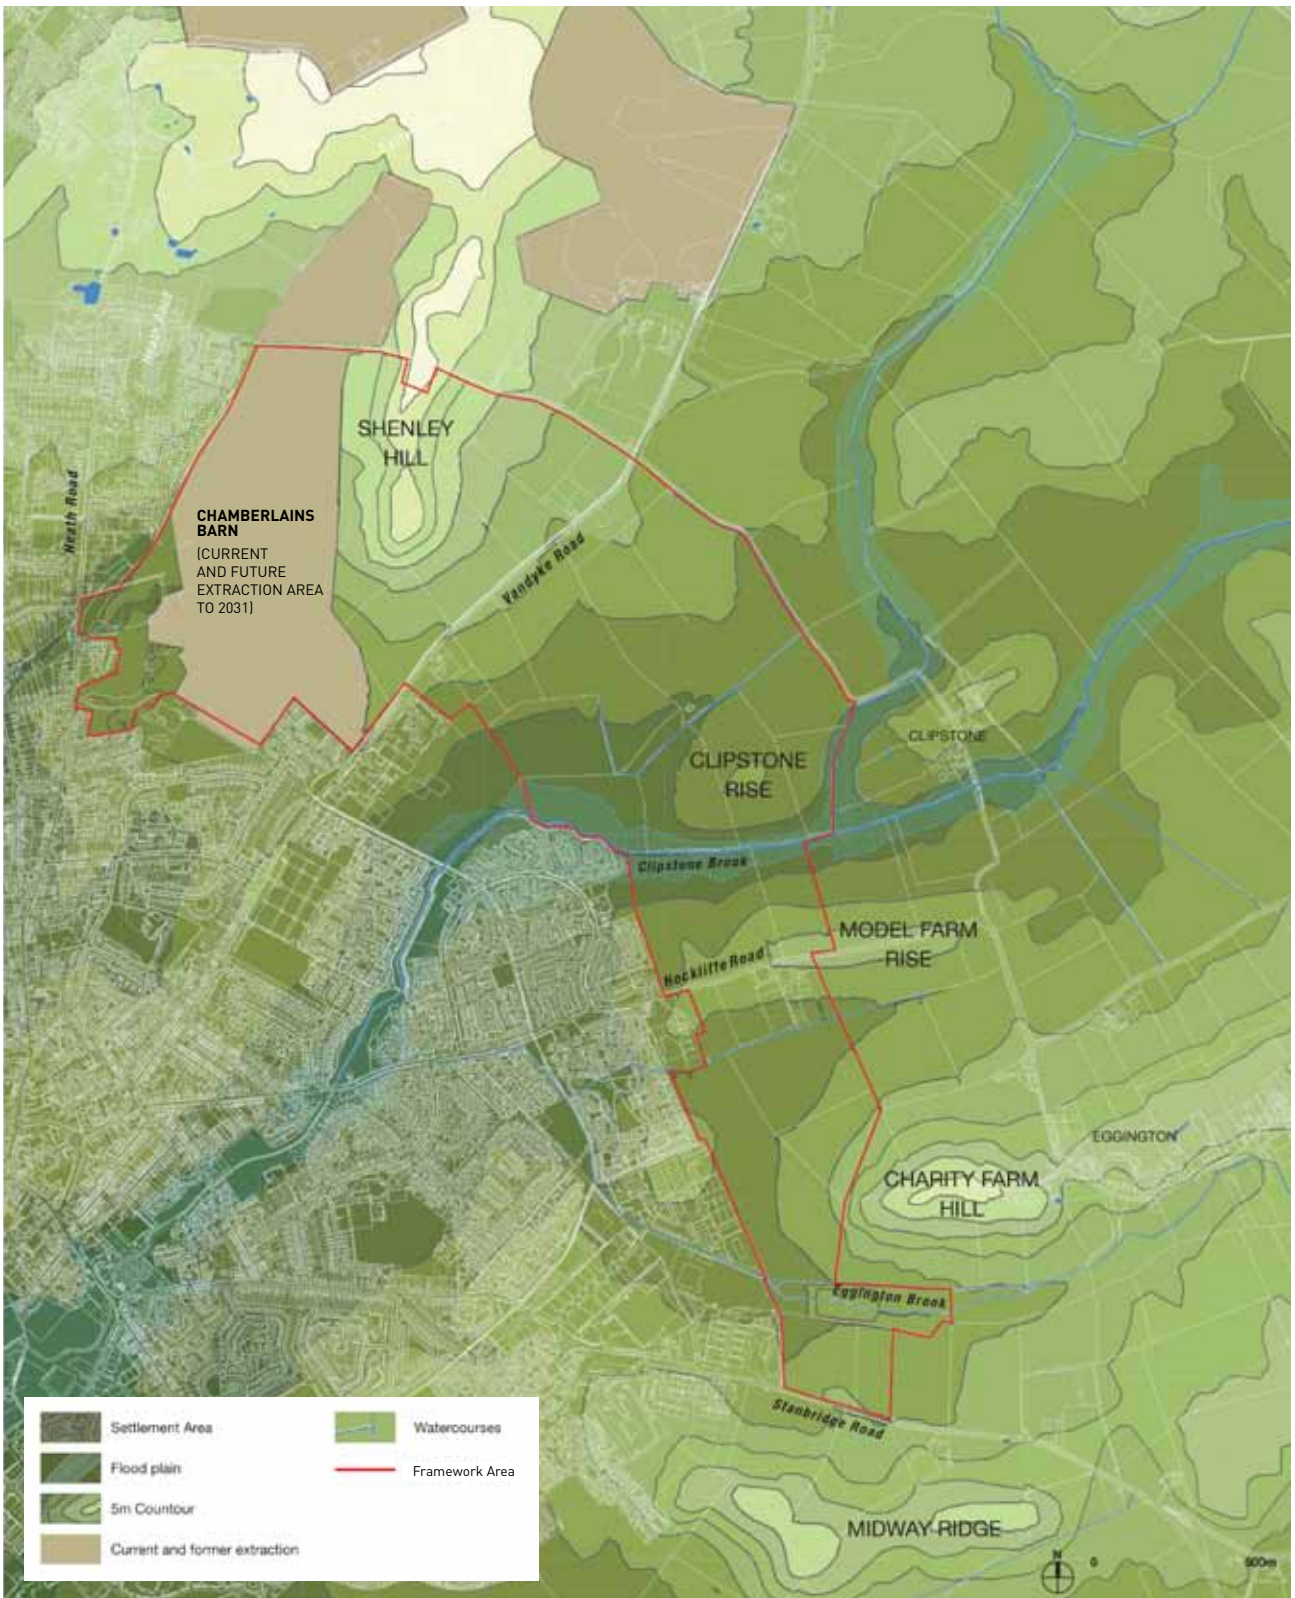 SHENLEY
HILL
Heath Road
CHAMBERLAINS
BARN
(CURRENT
AND FUTURE
EXTRACTION AREA
TO 2031)
Vandyke Road
CLIPSTONE
CLIPSTONE
RISE
Clipstone Brook
MODEL FARM
RISE
Hockliffe Road
EGGINGTON
CHARITY FARM
HILL
Eggington Brook
Stanbridge Road
Settlement Area
Flood plain
5m Countour
Current and former extraction
Watercourses
Framework Area
MIDWAY RIDGE
N
0
500m